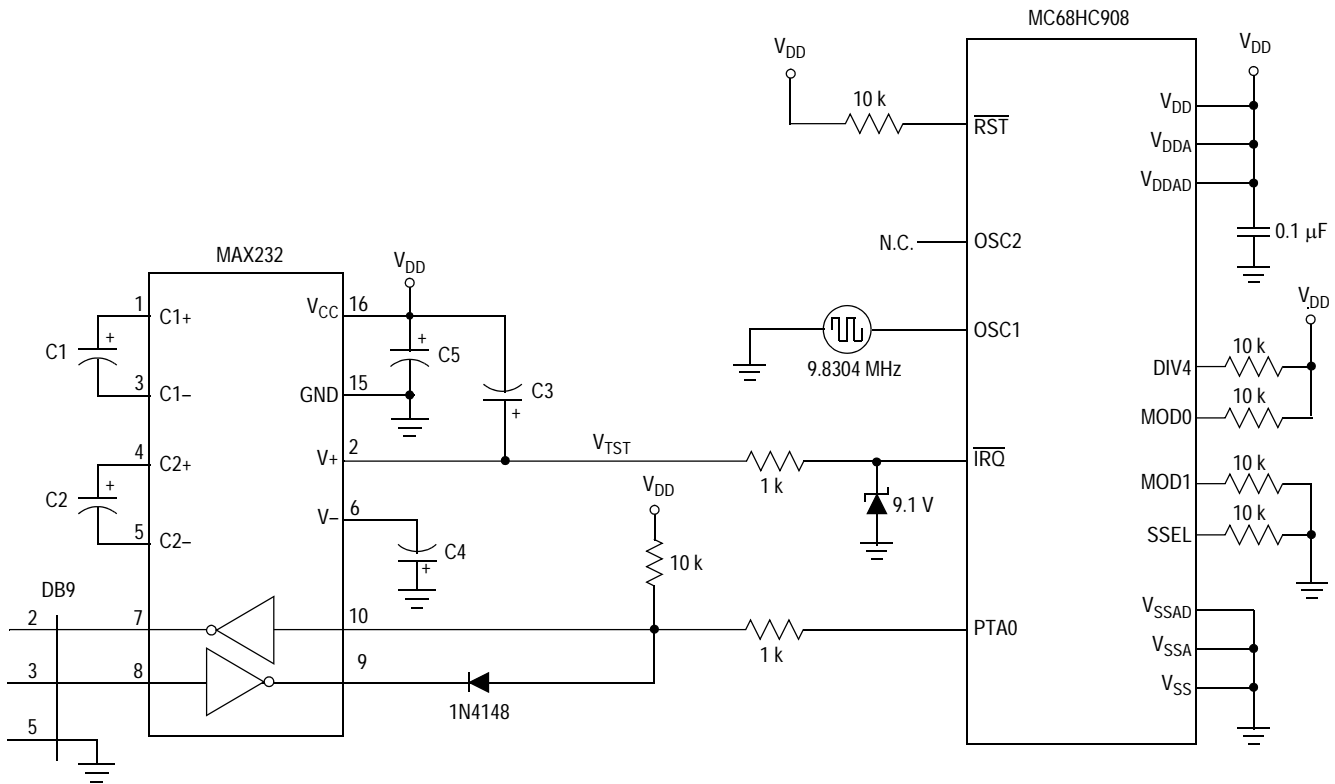 MC68HC908
VDD
VDD
10 k
RST
VDD
VDDA
VDDAD
0.1 µF
N.C.
OSC2
MAX232
VDD
1
C1+
VCC
16
C1
+
+
C5
3
C1–
GND
15
C3
+
OSC1
9.8304 MHz
VDD
10 k
DIV4
10 k
MOD0
4
C2+
V+
2
VTST
1 k
IRQ
9.1 V
C2
+
5
C2–
V–
6
C4
+
VDD
10 k
10 k
MOD1
10 k
SSEL
DB9
2
7
10
1 k
PTA0
3
8
9
1N4148
5
VSSAD
VSSA
VSS